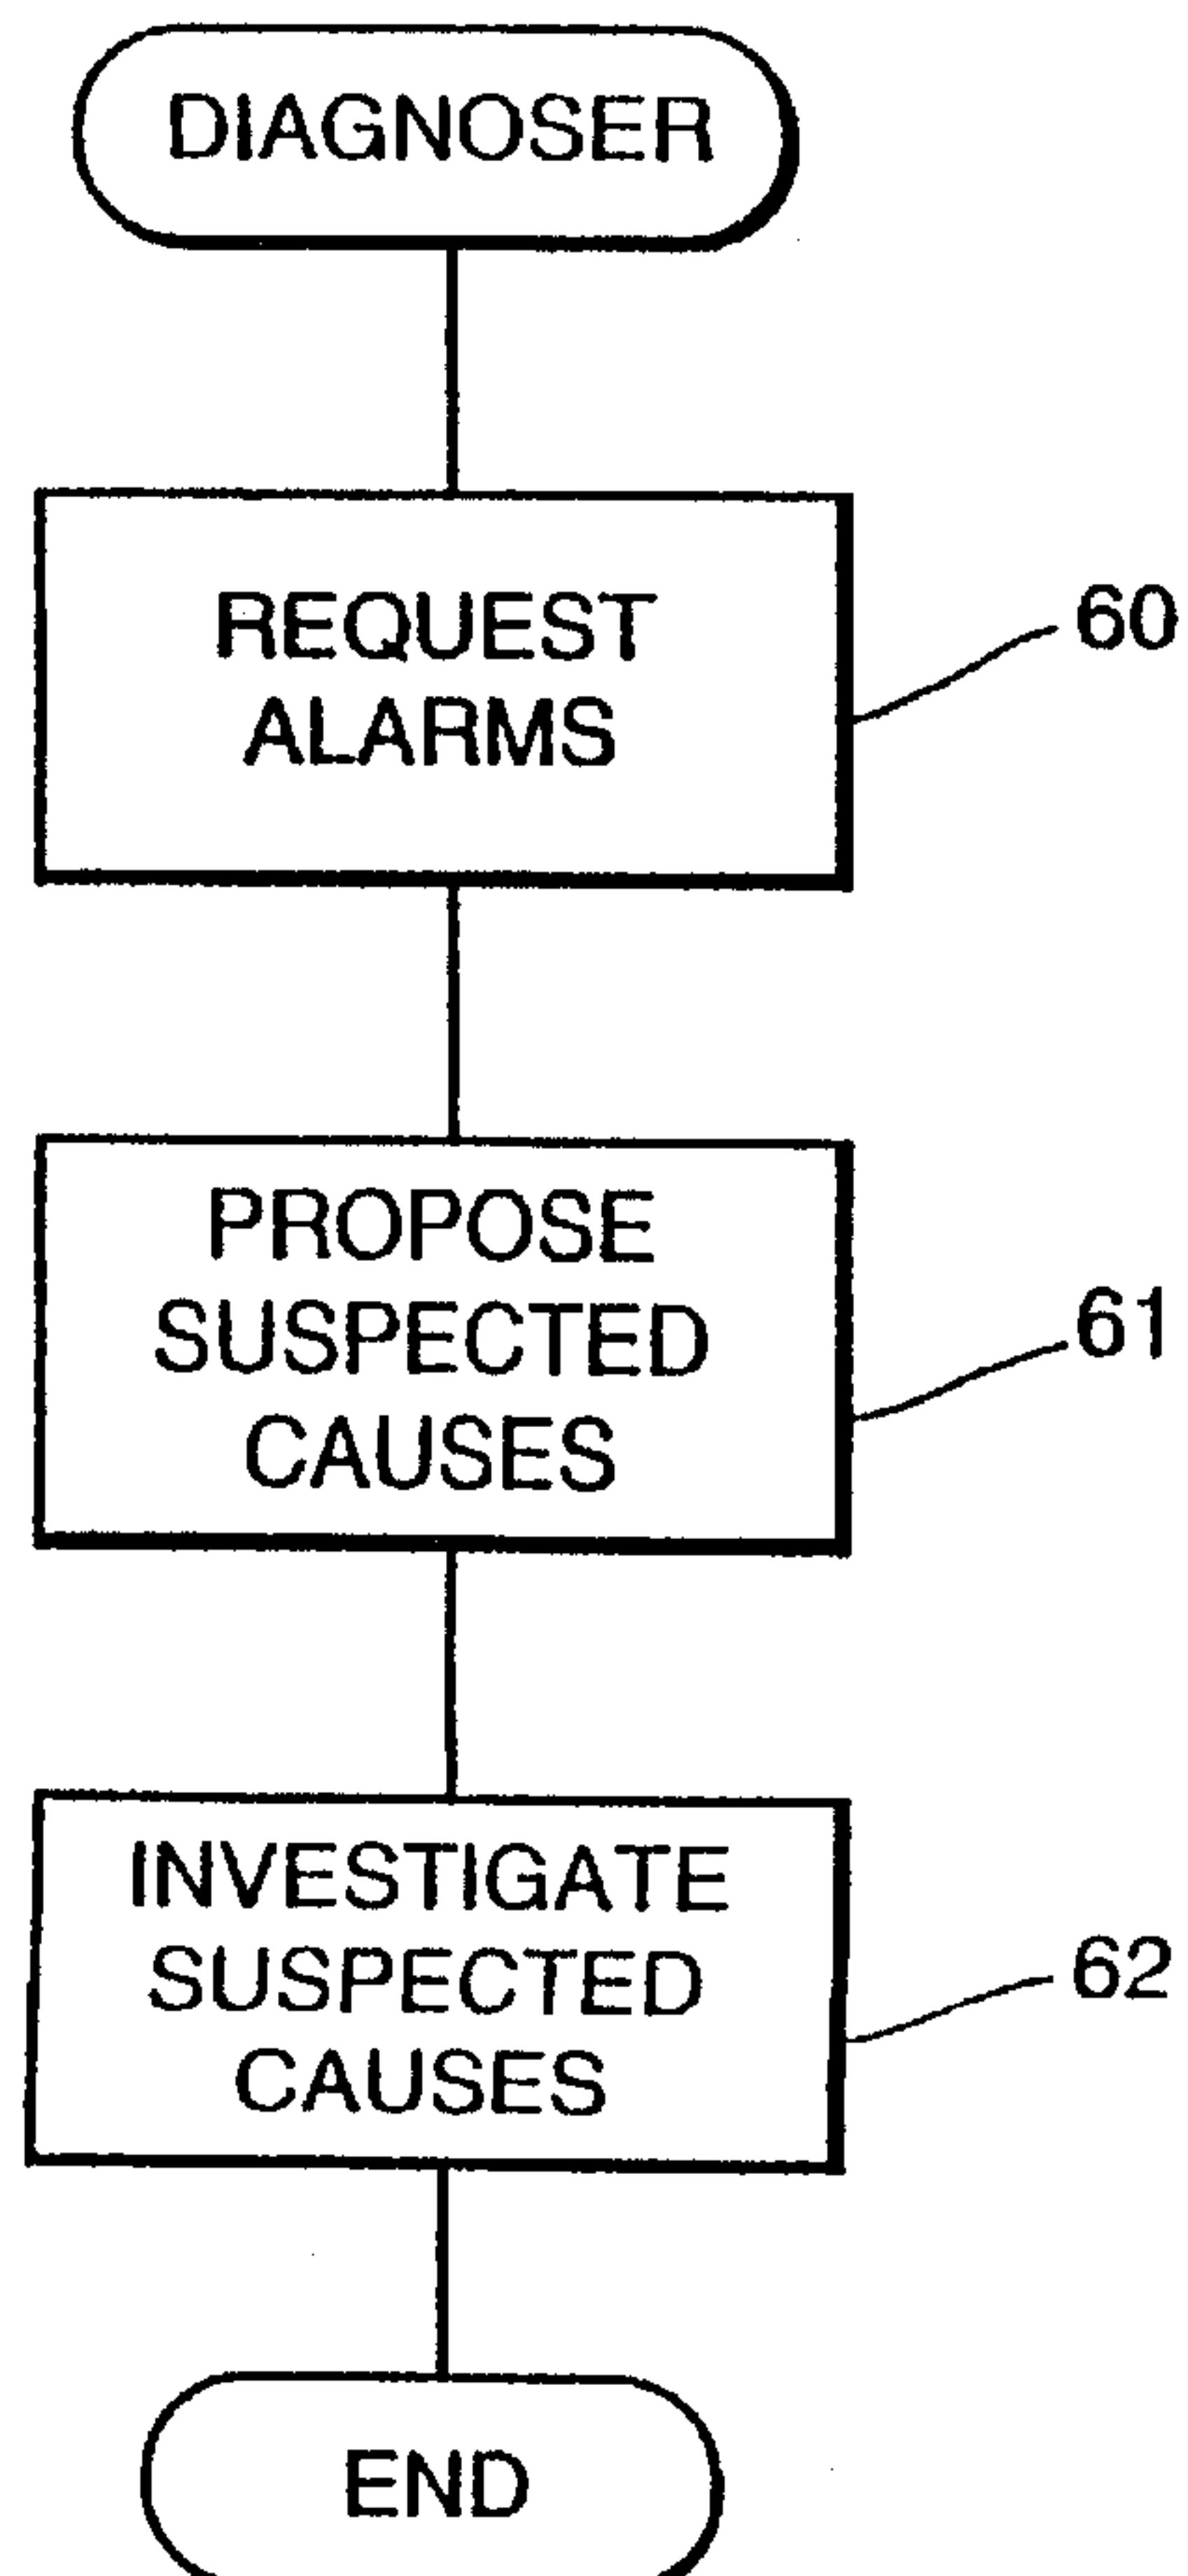 DIAGNOSER
REQUEST
ALARMS
60
PROPOSE
SUSPECTED
CAUSES
61
INVESTIGATE
SUSPECTED
CAUSES
62
END